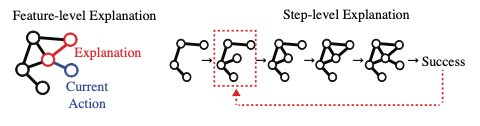 Feature-level Explanation
Step-level Explanation
Explanation
Current
Action
Success